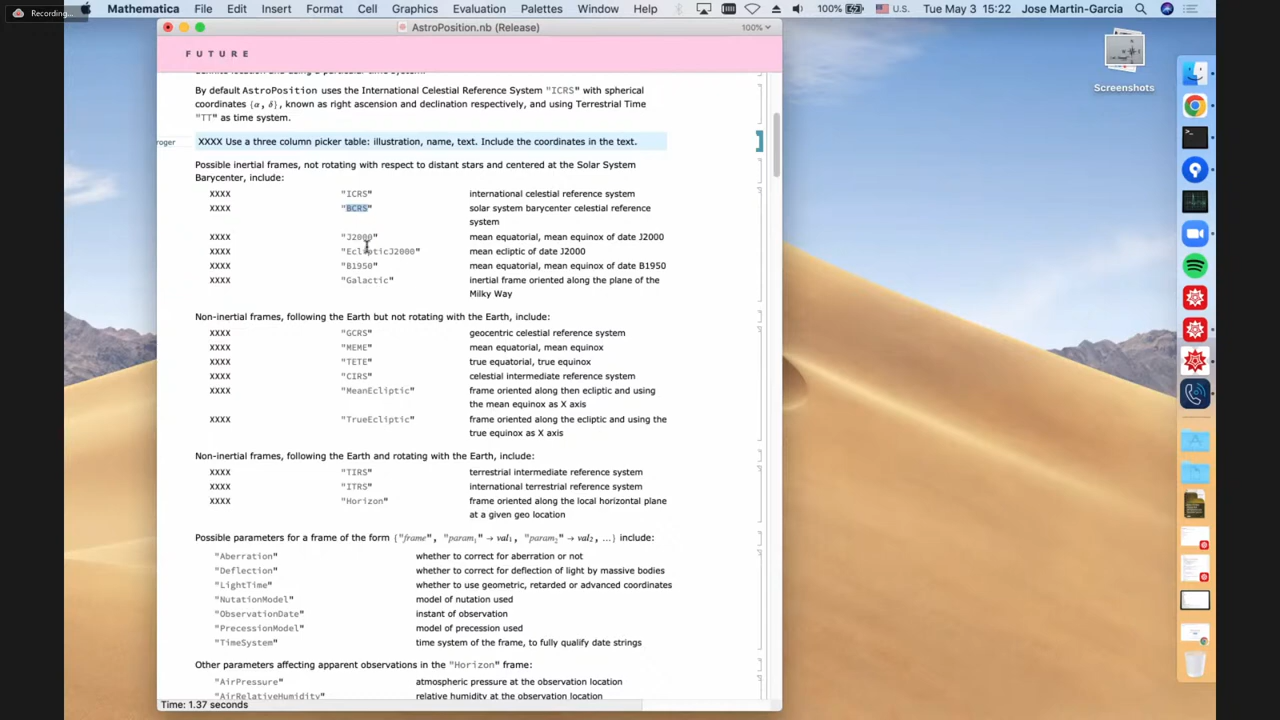 Recording...
Mathematica File Edit Insert Format Cell Graphics Evaluation Palettes Window Help 100% U.S. Tue May 3 15:22 Jose Martin-Garcia
AstroPosition.nb (Release) 100%
FUTURE
By default AstroPosition uses the International Celestial Reference System "ICRS" with spherical
coordinates {α, δ}, known as right ascension and declination respectively, and using Terrestrial Time
"TT" as time system.
roger XXXX Use a three column picker table: illustration, name, text. Include the coordinates in the text.
Possible inertial frames, not rotating with respect to distant stars and centered at the Solar System
Barycenter, include:
XXXX "ICRS" international celestial reference system
XXXX "BCRS" solar system barycenter celestial reference
system
XXXX "J2000" mean equatorial, mean equinox of date J2000
XXXX "EclipticJ2000" mean ecliptic of date J2000
XXXX "B1950" mean equatorial, mean equinox of date B1950
XXXX "Galactic" inertial frame oriented along the plane of the
Milky Way
Non-inertial frames, following the Earth but not rotating with the Earth, include:
XXXX "GCRS" geocentric celestial reference system
XXXX "MEME" mean equatorial, mean equinox
XXXX "TETE" true equatorial, true equinox
XXXX "CIRS" celestial intermediate reference system
XXXX "MeanEcliptic" frame oriented along then ecliptic and using
the mean equinox as X axis
XXXX "TrueEcliptic" frame oriented along the ecliptic and using the
true equinox as X axis
Non-inertial frames, following the Earth and rotating with the Earth, include:
XXXX "TIRS" terrestrial intermediate reference system
XXXX "ITRS" international terrestrial reference system
XXXX "Horizon" frame oriented along the local horizontal plane
at a given geo location
Possible parameters for a frame of the form {"frame", "param₁" → val₁, "param₂" → val₂, ...} include:
"Aberration" whether to correct for aberration or not
"Deflection" whether to correct for deflection of light by massive bodies
"LightTime" whether to use geometric, retarded or advanced coordinates
"NutationModel" model of nutation used
"ObservationDate" instant of observation
"PrecessionModel" model of precession used
"TimeSystem" time system of the frame, to fully qualify date strings
Other parameters affecting apparent observations in the "Horizon" frame:
"AirPressure" atmospheric pressure at the observation location
"AirRelativeHumidity" relative humidity at the observation location
Time: 1.37 seconds
Screenshots